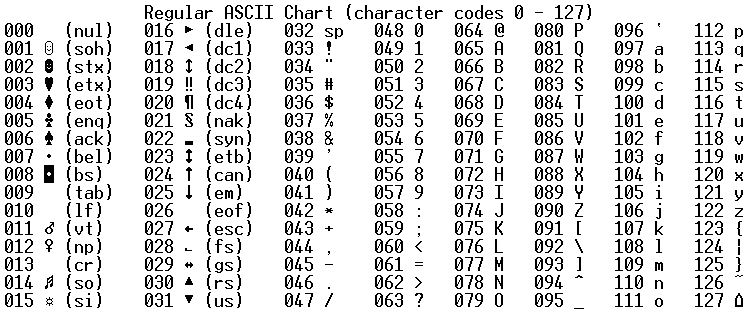 Regular ASCII Chart (character codes 0 - 127)
000   (nul) 016 ► (dle) 032 sp 048 0 064 @ 080 P 096 ` 112 p
001 ☺ (soh) 017 ◄ (dc1) 033 ! 049 1 065 A 081 Q 097 a 113 q
002 ☻ (stx) 018 ↕ (dc2) 034 " 050 2 066 B 082 R 098 b 114 r
003 ♥ (etx) 019 ‼ (dc3) 035 # 051 3 067 C 083 S 099 c 115 s
004 ♦ (eot) 020 ¶ (dc4) 036 $ 052 4 068 D 084 T 100 d 116 t
005 ♣ (enq) 021 § (nak) 037 % 053 5 069 E 085 U 101 e 117 u
006 ♠ (ack) 022 ▬ (syn) 038 & 054 6 070 F 086 V 102 f 118 v
007 • (bel) 023 ↨ (etb) 039 ' 055 7 071 G 087 W 103 g 119 w
008 ◘ (bs) 024 ↑ (can) 040 ( 056 8 072 H 088 X 104 h 120 x
009   (tab) 025 ↓ (em) 041 ) 057 9 073 I 089 Y 105 i 121 y
010   (lf) 026   (eof) 042 * 058 : 074 J 090 Z 106 j 122 z
011 ♂ (vt) 027 ← (esc) 043 + 059 ; 075 K 091 [ 107 k 123 {
012 ♀ (np) 028 ∟ (fs) 044 , 060 < 076 L 092 \ 108 l 124 |
013   (cr) 029 ↔ (gs) 045 - 061 = 077 M 093 ] 109 m 125 }
014 ♬ (so) 030 ▲ (rs) 046 . 062 > 078 N 094 ^ 110 n 126 ~
015 ☼ (si) 031 ▼ (us) 047 / 063 ? 079 O 095 _ 111 o 127 ⌂